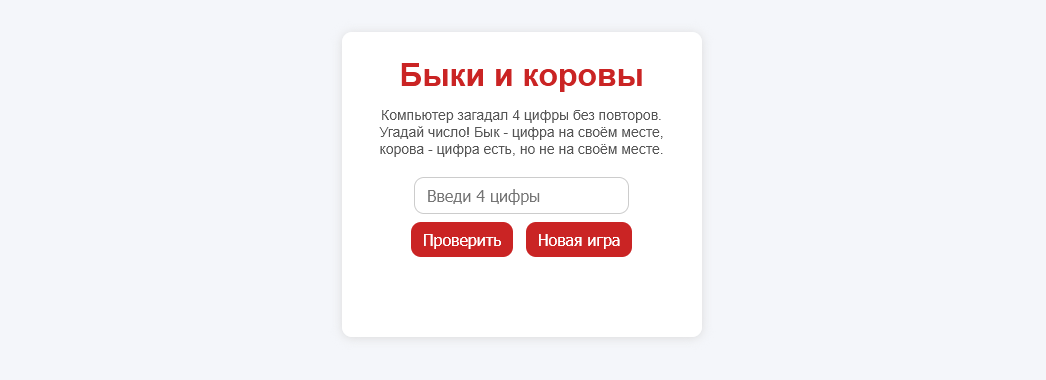 Быки и коровы
Компьютер загадал 4 цифры без повторов.
Угадай число! Бык - цифра на своём месте,
корова - цифра есть, но не на своём месте.
Введи 4 цифры
Проверить Новая игра